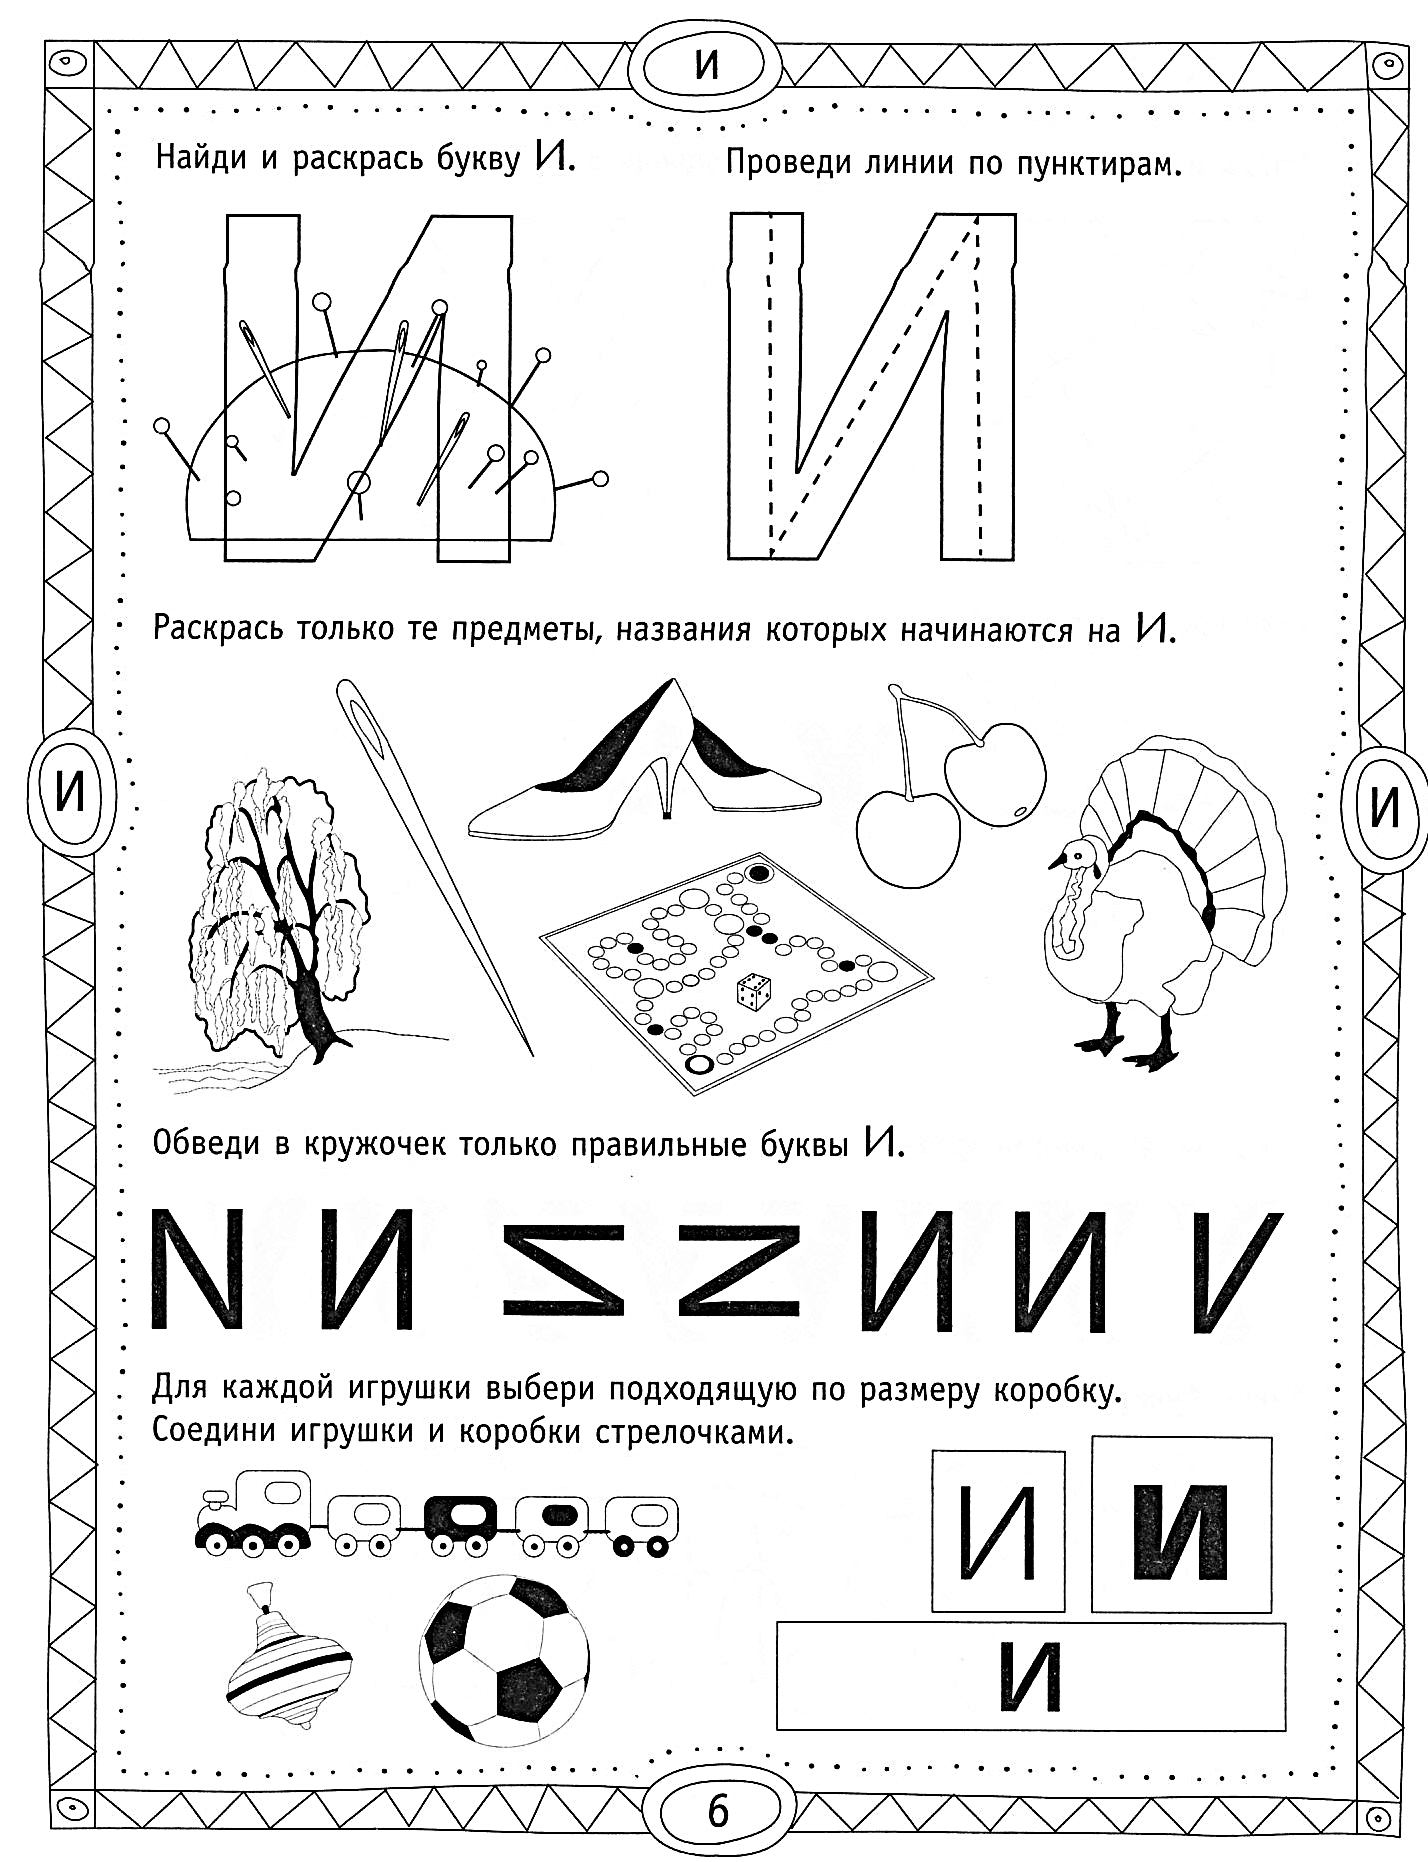 И
Найди и раскрась букву И.
Проведи линии по пунктирам.
И
Раскрась только те предметы, названия которых начинаются на И.
И
И
Обведи в кружочек только правильные буквы И.
N И И И V
Для каждой игрушки выбери подходящую по размеру коробку.
Соедини игрушки и коробки стрелочками.
И
И
И
6